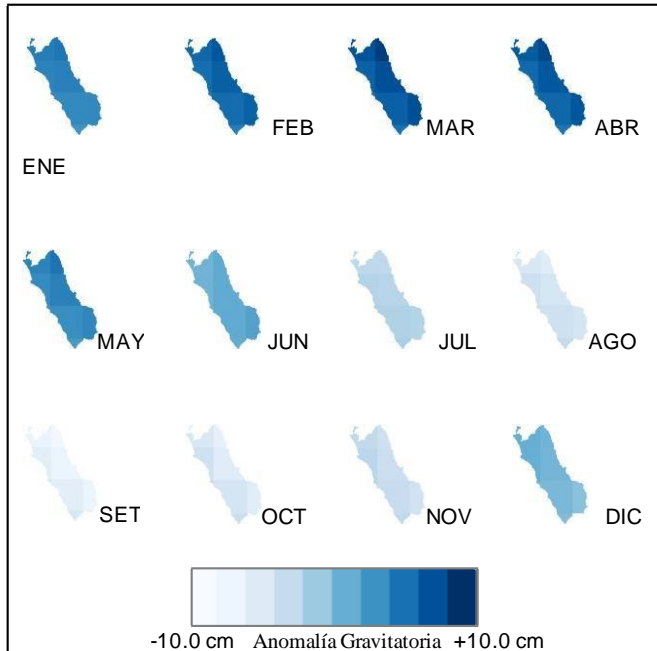 FEB
MAR
ABR
ENE
MAY
JUN
JUL
AGO
SET
OCT
NOV
DIC
-10.0 cm Anomalía Gravitatoria +10.0 cm